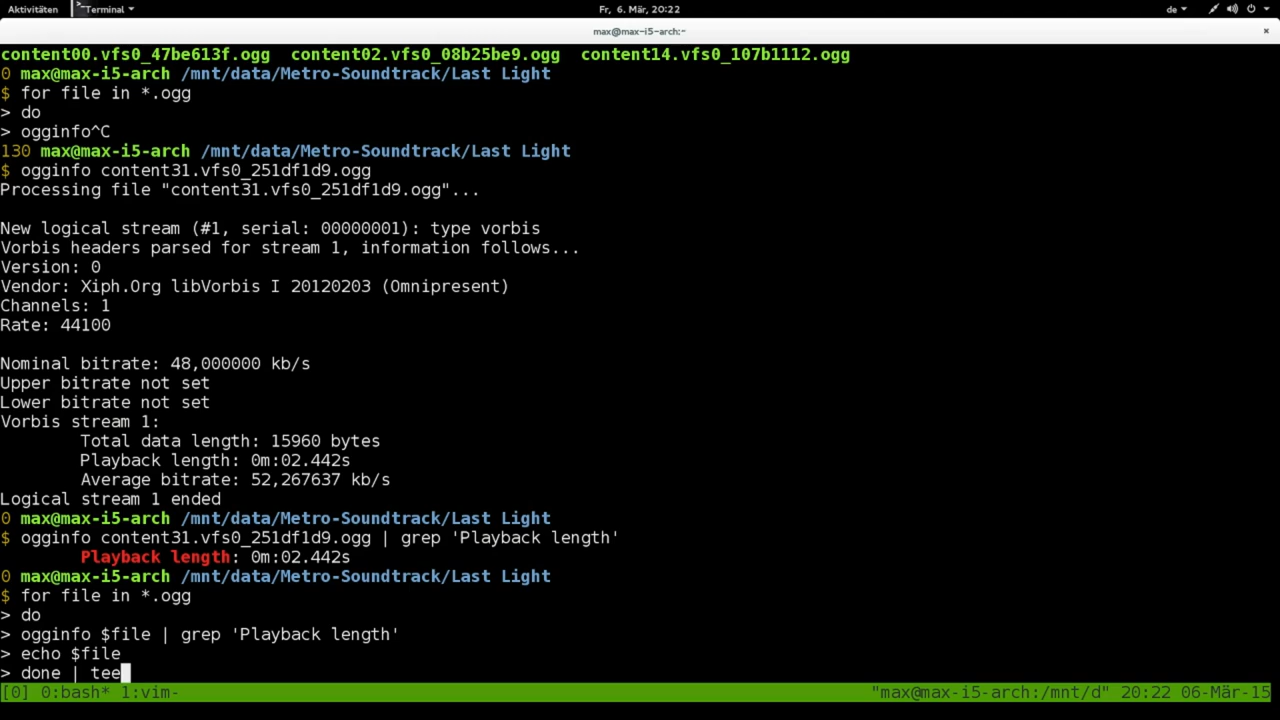 Aktivitäten Terminal Fr, 6. Mär, 20:22 de
max@max-i5-arch:~
content00.vfs0_47be613f.ogg content02.vfs0_08b25be9.ogg content14.vfs0_107b1112.ogg
0 max@max-i5-arch /mnt/data/Metro-Soundtrack/Last Light
$ for file in *.ogg
> do
> ogginfo^C
130 max@max-i5-arch /mnt/data/Metro-Soundtrack/Last Light
$ ogginfo content31.vfs0_251df1d9.ogg
Processing file "content31.vfs0_251df1d9.ogg"...
New logical stream (#1, serial: 00000001): type vorbis
Vorbis headers parsed for stream 1, information follows...
Version: 0
Vendor: Xiph.Org libVorbis I 20120203 (Omnipresent)
Channels: 1
Rate: 44100
Nominal bitrate: 48,000000 kb/s
Upper bitrate not set
Lower bitrate not set
Vorbis stream 1:
Total data length: 15960 bytes
Playback length: 0m:02.442s
Average bitrate: 52,267637 kb/s
Logical stream 1 ended
0 max@max-i5-arch /mnt/data/Metro-Soundtrack/Last Light
$ ogginfo content31.vfs0_251df1d9.ogg | grep 'Playback length'
Playback length: 0m:02.442s
0 max@max-i5-arch /mnt/data/Metro-Soundtrack/Last Light
$ for file in *.ogg
> do
> ogginfo $file | grep 'Playback length'
> echo $file
> done | tee
[0] 0:bash* 1:vim- "max@max-i5-arch:/mnt/d" 20:22 06-Mär-15